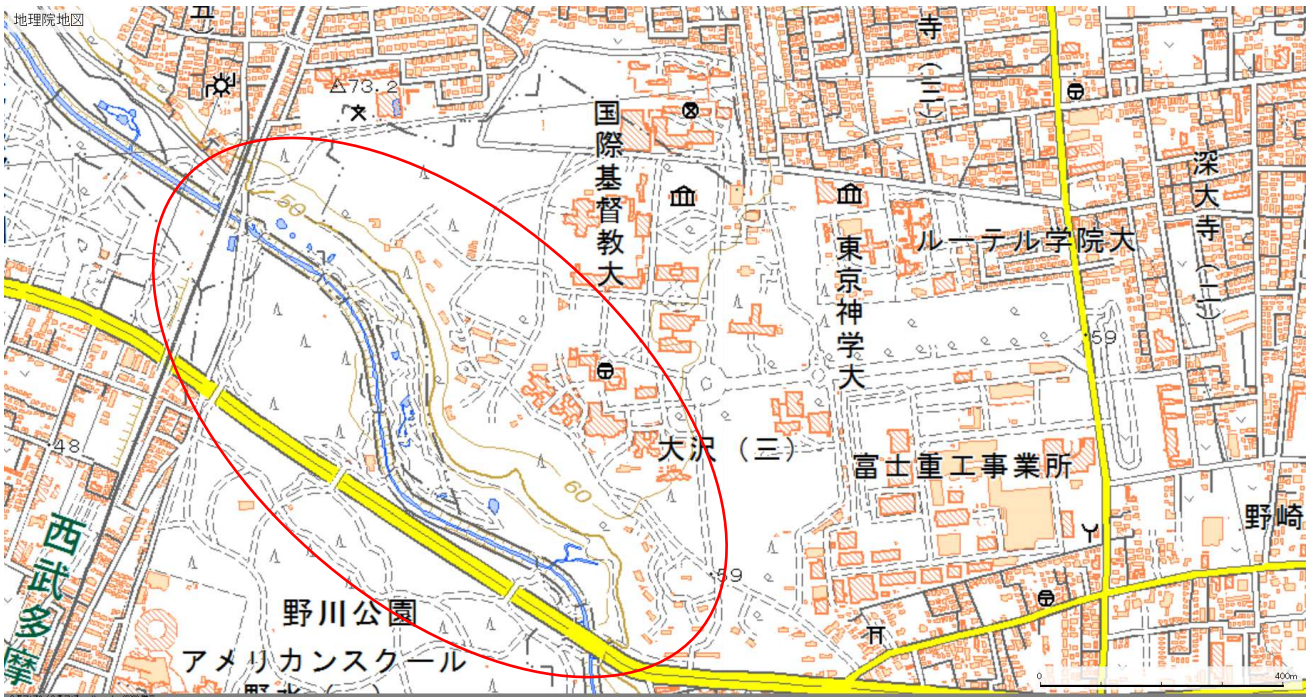 地理院地図
寺（二）
73.2
国際基督教大
深大寺（一）
50
東京神学大
ルーテル学院大
59
48
大沢（三）
富士重工事業所
60
野崎
西武多摩
59
野川公園
アメリカンスクール
0
400m